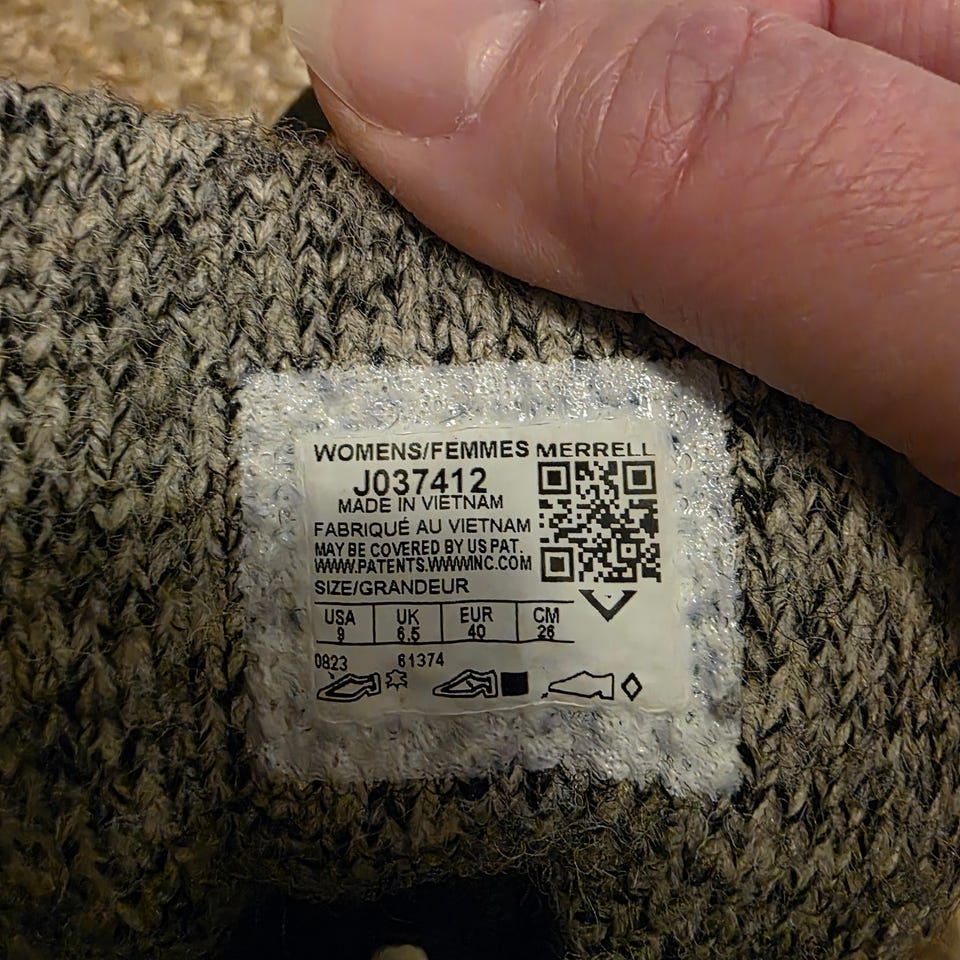 WOMENS/FEMMES MERRELL
J037412
MADE IN VIETNAM
FABRIQUÉ AU VIETNAM
MAY BE COVERED BY US PAT.
WWW.PATENTS.WWWINC.COM
SIZE/GRANDEUR
USA UK EUR CM
9 6.5 40 26
0823 61374